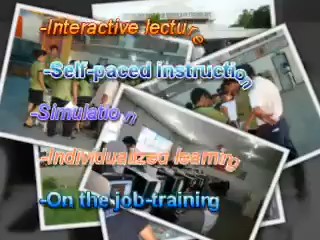 -Interactive lecture
-Self-paced instruction
-Simulation
-Individualized learning
-On the job-training